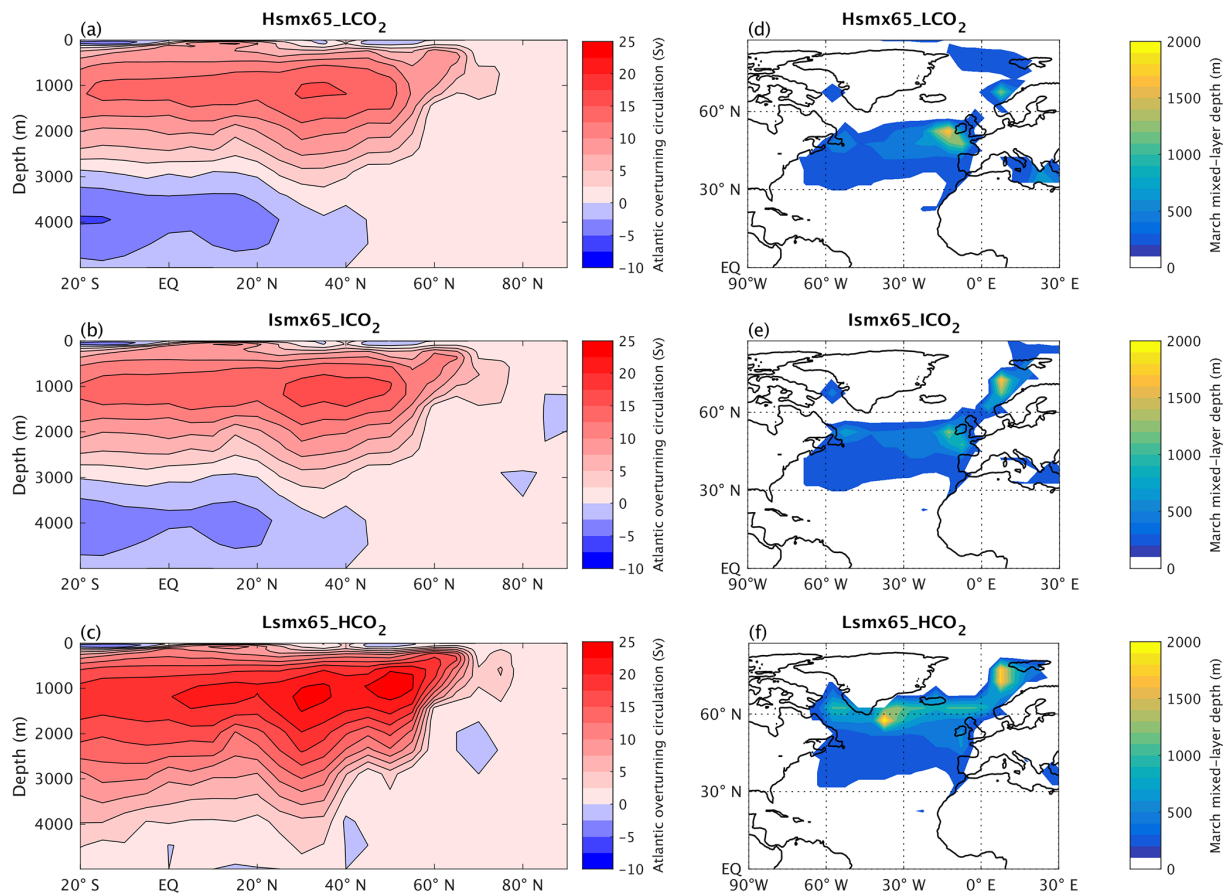 (a) Hsmx65_LCO2
Depth (m)
0
1000
2000
3000
4000
20° S EQ 20° N 40° N 60° N 80° N
25
20
15
10
5
0
−5
−10
Atlantic overturning circulation (Sv)
(d) Hsmx65_LCO2
60° N
30° N
EQ
90° W 60° W 30° W 0° E 30° E
2000
1500
1000
500
0
March mixed-layer depth (m)
(b) Ismx65_ICO2
Depth (m)
0
1000
2000
3000
4000
20° S EQ 20° N 40° N 60° N 80° N
25
20
15
10
5
0
−5
−10
Atlantic overturning circulation (Sv)
(e) Ismx65_ICO2
60° N
30° N
EQ
90° W 60° W 30° W 0° E 30° E
2000
1500
1000
500
0
March mixed-layer depth (m)
(c) Lsmx65_HCO2
Depth (m)
0
1000
2000
3000
4000
20° S EQ 20° N 40° N 60° N 80° N
25
20
15
10
5
0
−5
−10
Atlantic overturning circulation (Sv)
(f) Lsmx65_HCO2
60° N
30° N
EQ
90° W 60° W 30° W 0° E 30° E
2000
1500
1000
500
0
March mixed-layer depth (m)